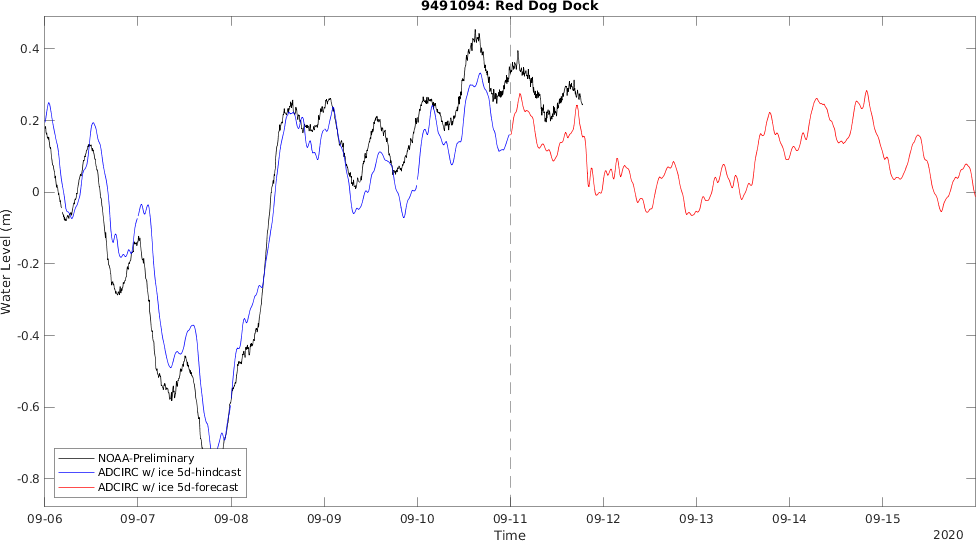 9491094: Red Dog Dock
0.4
0.2
0
-0.2
-0.4
-0.6
-0.8
Water Level (m)
NOAA-Preliminary
ADCIRC w/ ice 5d-hindcast
ADCIRC w/ ice 5d-forecast
09-06 09-07 09-08 09-09 09-10 09-11 09-12 09-13 09-14 09-15
Time
2020